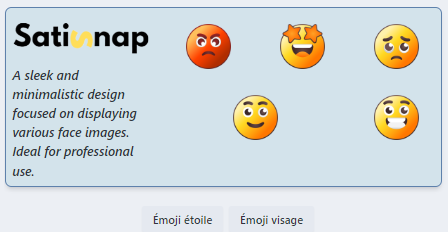 Satisnap
A sleek and
minimalistic design
focused on displaying
various face images.
Ideal for professional
use.
Émoji étoile
Émoji visage